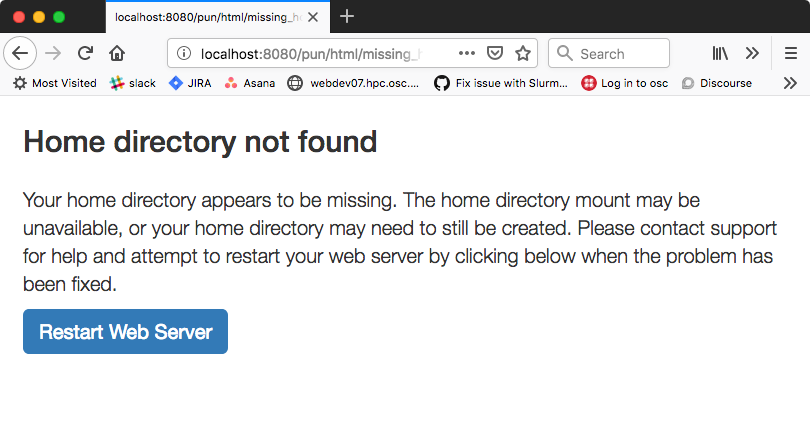 localhost:8080/pun/html/missing_h
localhost:8080/pun/html/missing_h
Search
Most Visited
slack
JIRA
Asana
webdev07.hpc.osc....
Fix issue with Slurm...
Log in to osc
Discourse
Home directory not found
Your home directory appears to be missing. The home directory mount may be
unavailable, or your home directory may need to still be created. Please contact support
for help and attempt to restart your web server by clicking below when the problem has
been fixed.
Restart Web Server